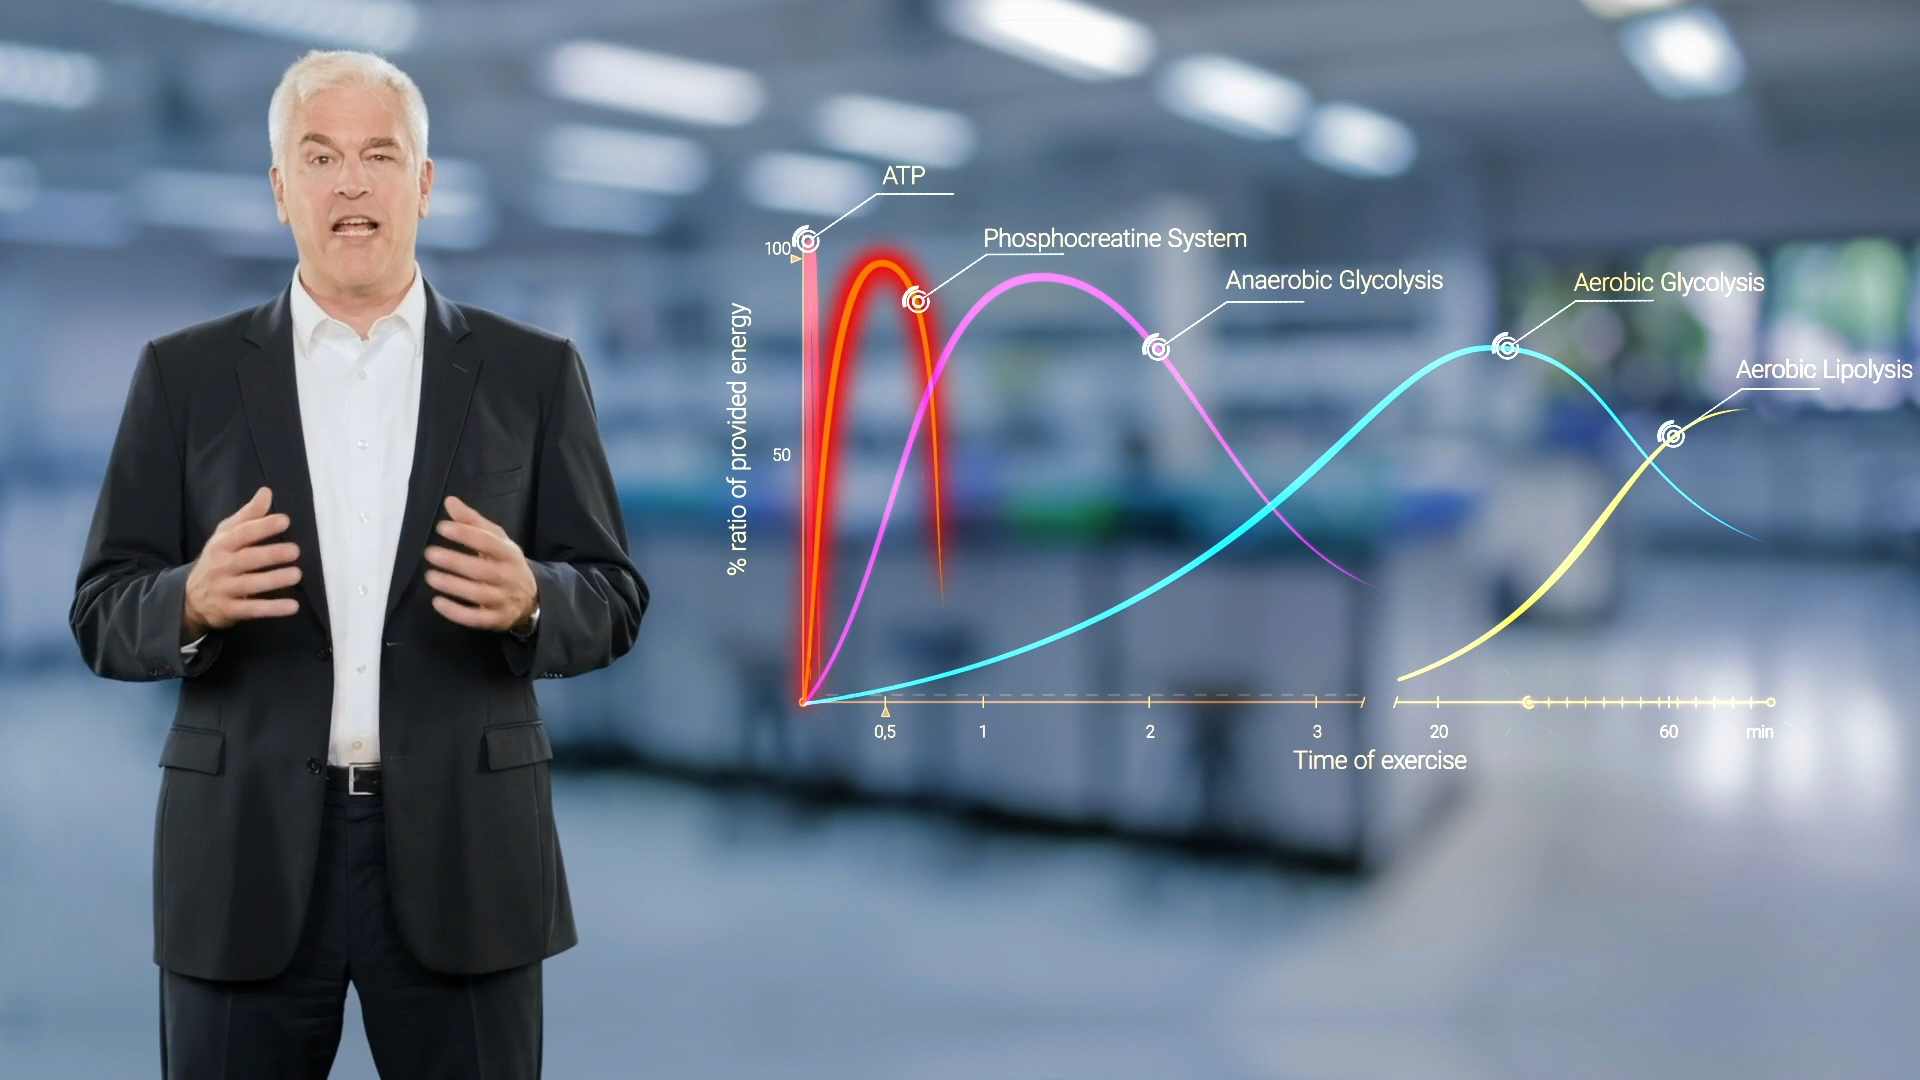 ATP
Phosphocreatine System
Anaerobic Glycolysis
Aerobic Glycolysis
Aerobic Lipolysis
100
50
% ratio of provided energy
0,5 1 2 3 20 60 min
Time of exercise